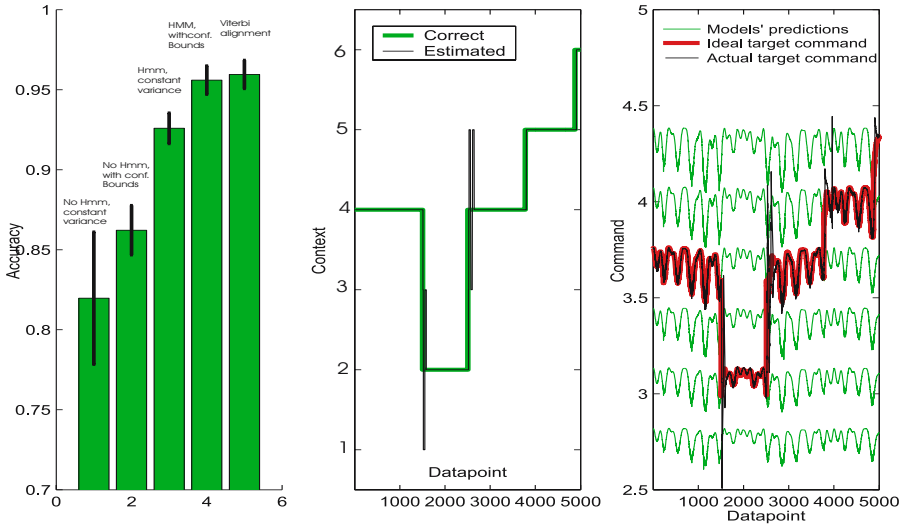 1
0.95
0.9
0.85
0.8
0.75
0.7
0
2
4
6
Accuracy
No Hmm,
constant
variance
No Hmm,
with conf.
Bounds
Hmm,
constant
variance
HMM,
withconf.
Bounds
Viterbi
alignment
6
5
4
3
2
1
Context
Correct
Estimated
Datapoint
1000 2000 3000 4000 5000
5
4.5
4
3.5
3
2.5
Command
Models' predictions
Ideal target command
Actual target command
1000 2000 3000 4000 5000
Datapoint